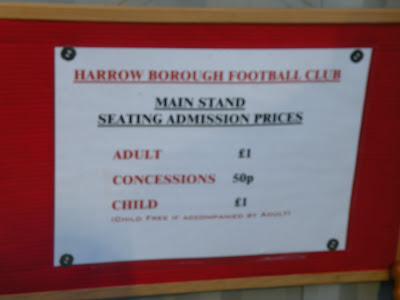 HARROW BOROUGH FOOTBALL CLUB
MAIN STAND
SEATING ADMISSION PRICES
ADULT £1
CONCESSIONS 50p
CHILD £1
(CHILD FREE IF ACCOMPANIED BY ADULT)